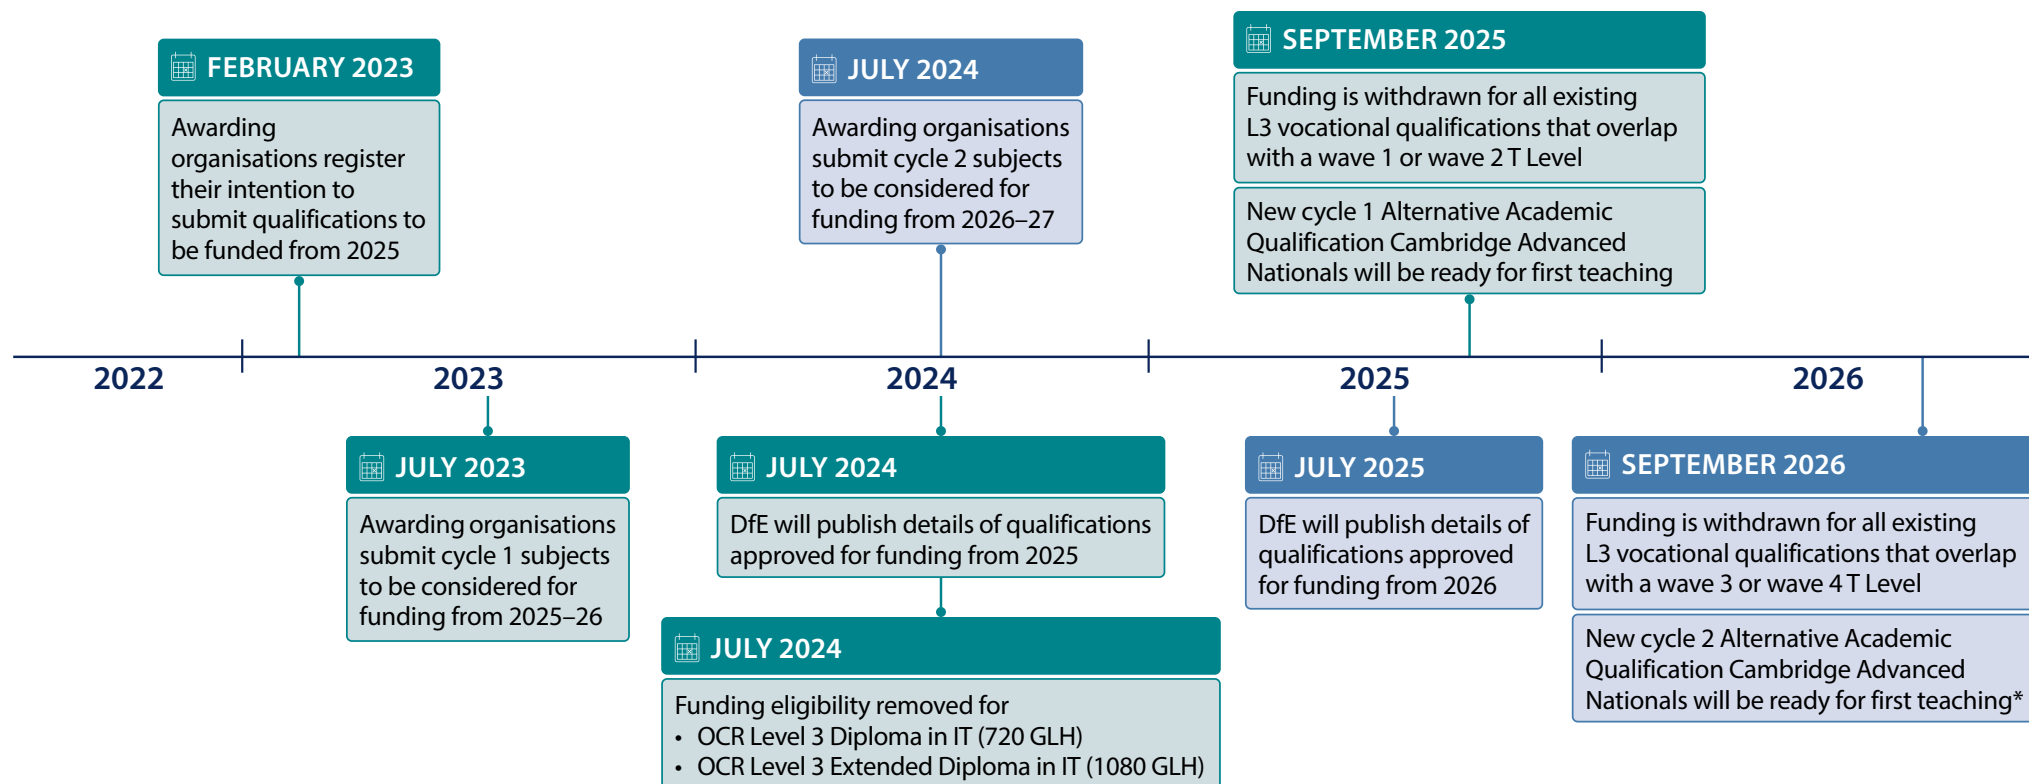 FEBRUARY 2023
Awarding
organisations register
their intention to
submit qualifications to
be funded from 2025
JULY 2024
Awarding organisations
submit cycle 2 subjects
to be considered for
funding from 2026–27
SEPTEMBER 2025
Funding is withdrawn for all existing
L3 vocational qualifications that overlap
with a wave 1 or wave 2 T Level
New cycle 1 Alternative Academic
Qualification Cambridge Advanced
Nationals will be ready for first teaching
2022
2023
2024
2025
2026
JULY 2023
Awarding organisations
submit cycle 1 subjects
to be considered for
funding from 2025–26
JULY 2024
DfE will publish details of qualifications
approved for funding from 2025
JULY 2024
Funding eligibility removed for
• OCR Level 3 Diploma in IT (720 GLH)
• OCR Level 3 Extended Diploma in IT (1080 GLH)
JULY 2025
DfE will publish details of
qualifications approved
for funding from 2026
SEPTEMBER 2026
Funding is withdrawn for all existing
L3 vocational qualifications that overlap
with a wave 3 or wave 4 T Level
New cycle 2 Alternative Academic
Qualification Cambridge Advanced
Nationals will be ready for first teaching*